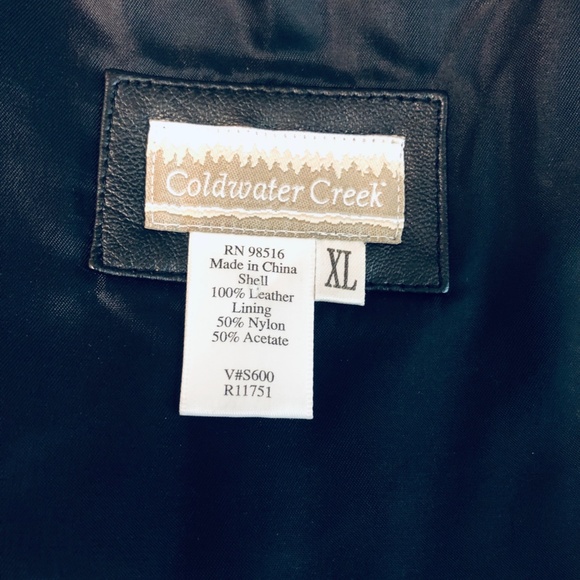 Coldwater Creek
XL
RN 98516
Made in China
Shell
100% Leather
Lining
50% Nylon
50% Acetate
V#S600
R11751